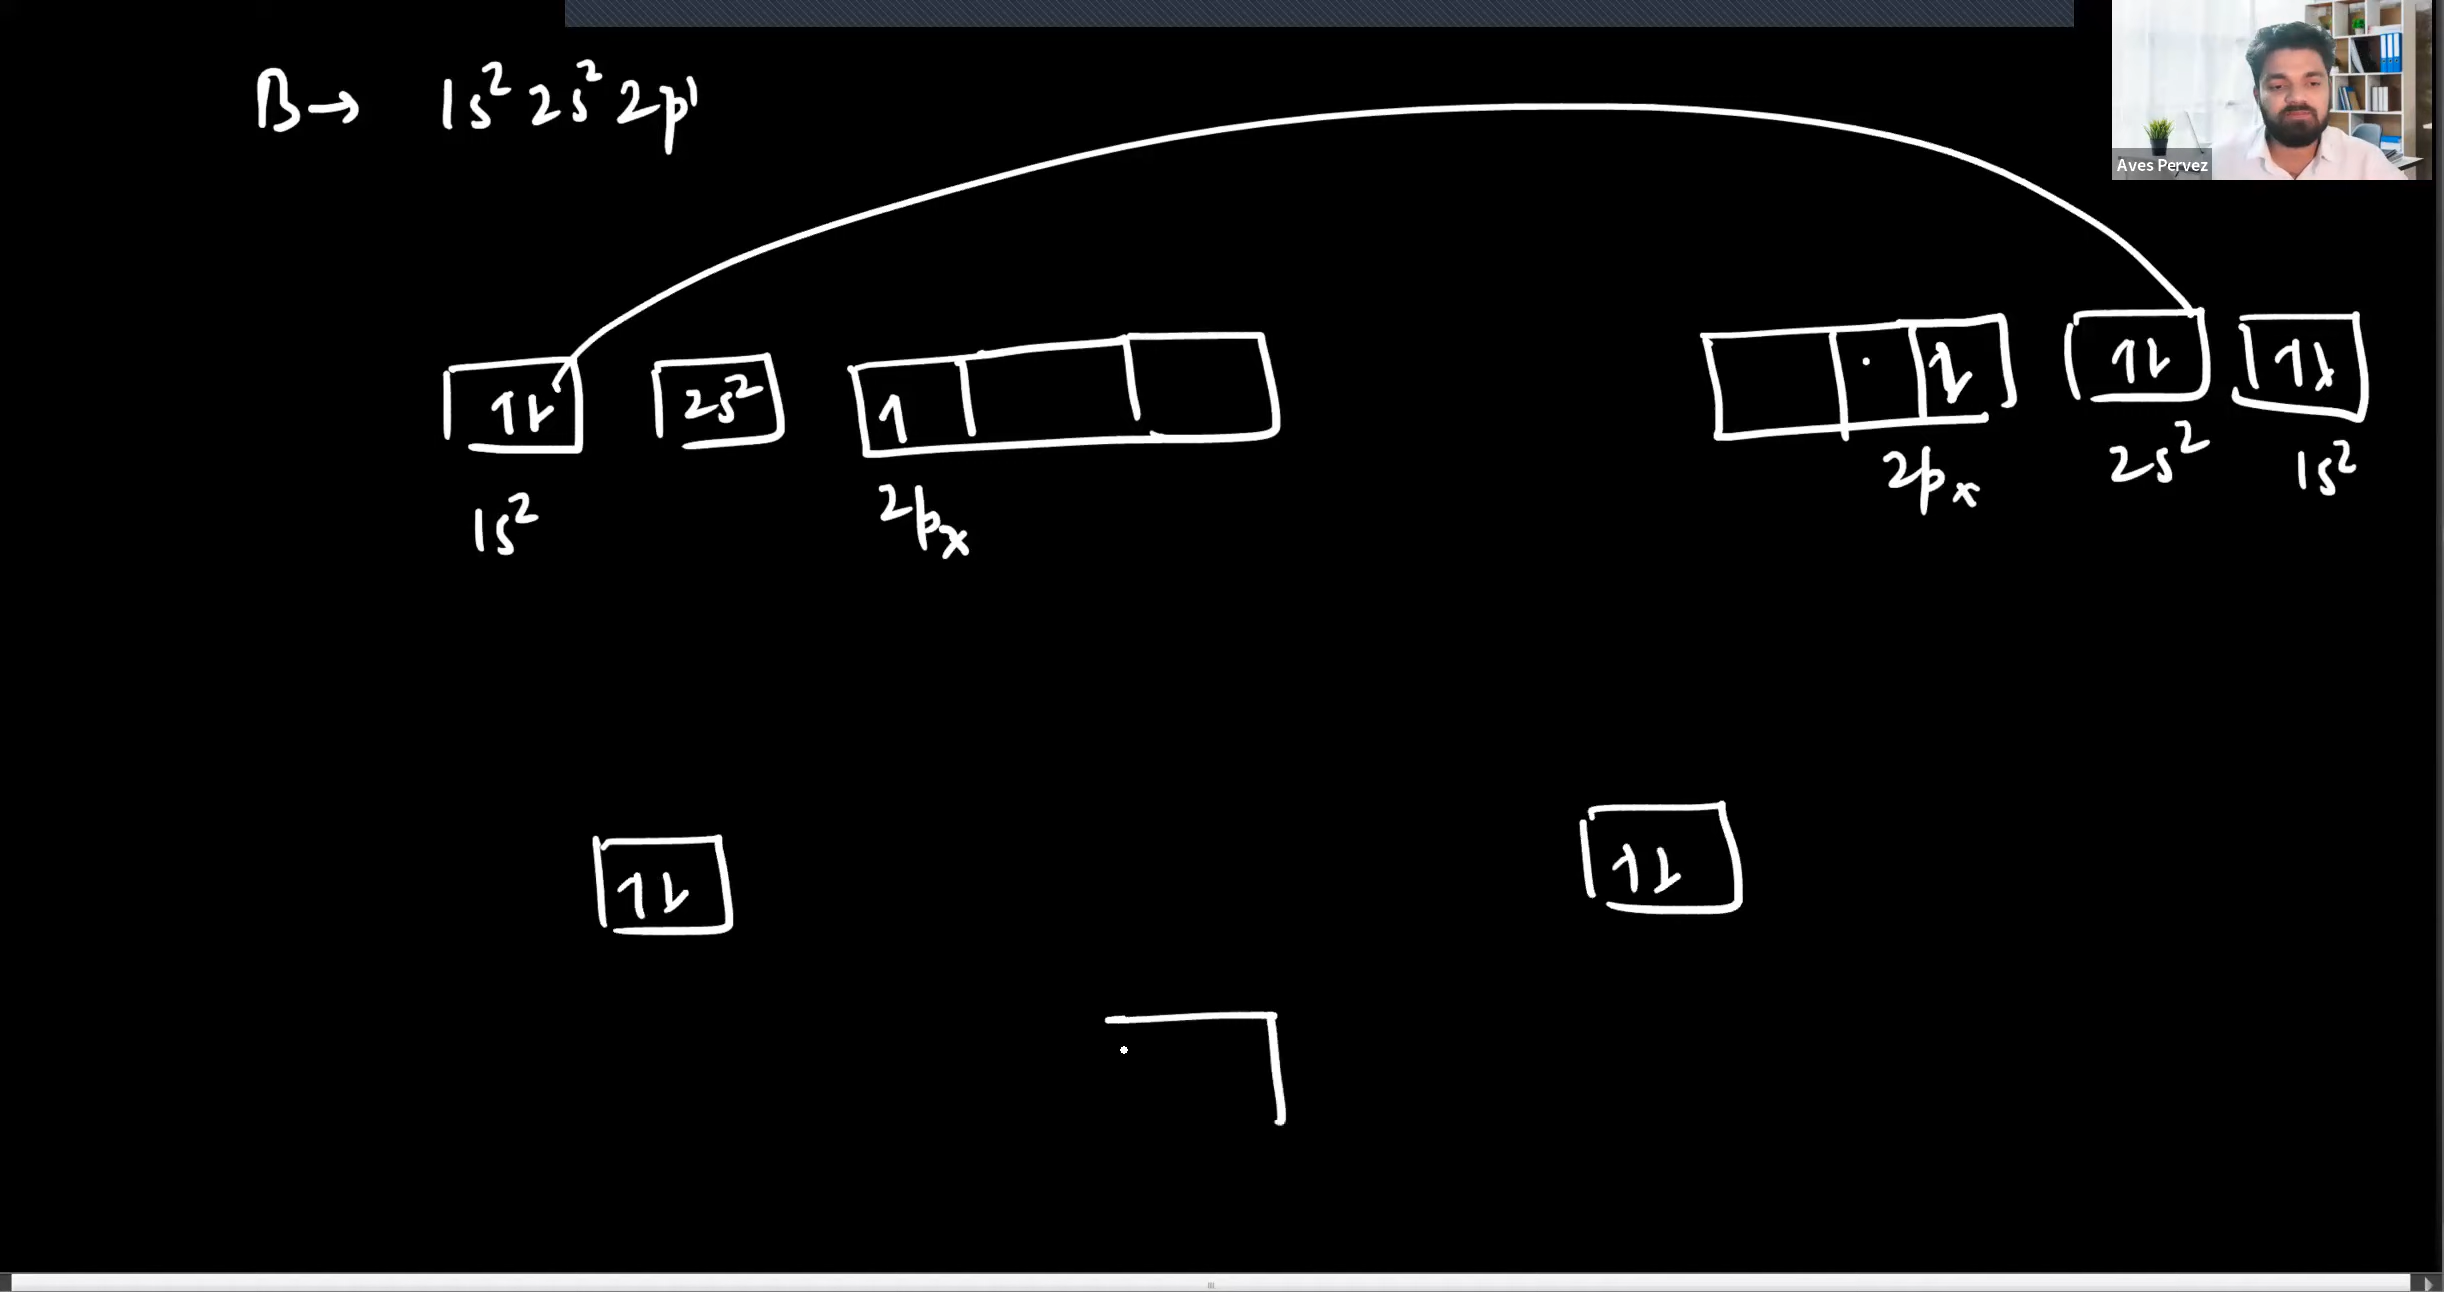 B → 1s² 2s² 2p¹
Aves Pervez
↑↓ 2s² ↑ ↓ ↑↓ ↑↓
1s² 2pₓ 2pₓ 2s² 1s²
↑↓ ↑↓